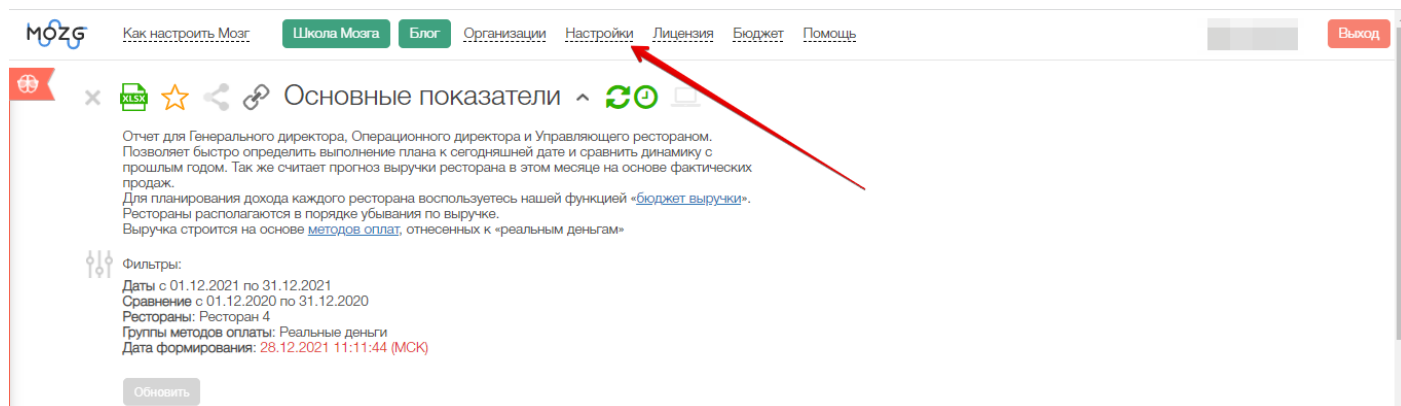 MOZG Как настроить Мозг Школа Мозга Блог Организации Настройки Лицензия Бюджет Помощь Выход
XLSX Основные показатели
Отчет для Генерального директора, Операционного директора и Управляющего рестораном.
Позволяет быстро определить выполнение плана к сегодняшней дате и сравнить динамику с
прошлым годом. Так же считает прогноз выручки ресторана в этом месяце на основе фактических
продаж.
Для планирования дохода каждого ресторана воспользуетесь нашей функцией «бюджет выручки».
Рестораны располагаются в порядке убывания по выручке.
Выручка строится на основе методов оплат, отнесенных к «реальным деньгам»
Фильтры:
Даты с 01.12.2021 по 31.12.2021
Сравнение с 01.12.2020 по 31.12.2020
Рестораны: Ресторан 4
Группы методов оплаты: Реальные деньги
Дата формирования: 28.12.2021 11:11:44 (МСК)
Обновить